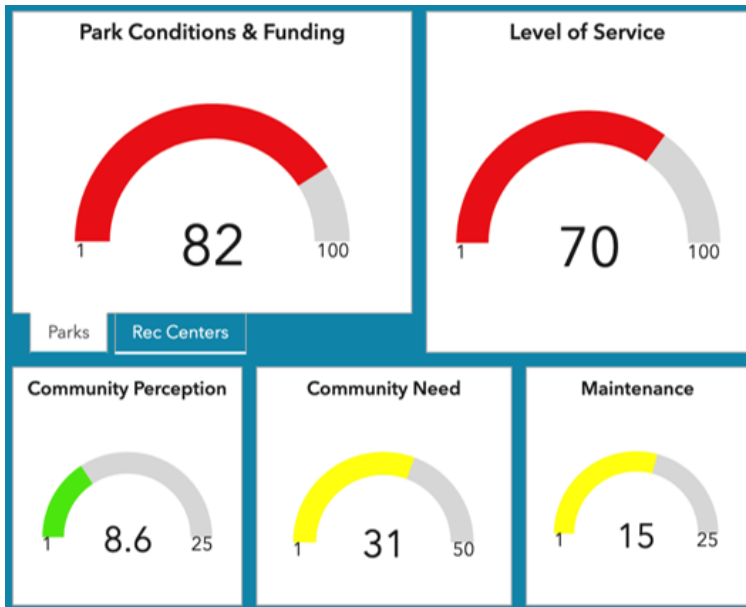 Park Conditions & Funding
82
1
100
Level of Service
70
1
100
Parks
Rec Centers
Community Perception
8.6
1
25
Community Need
31
1
50
Maintenance
15
1
25